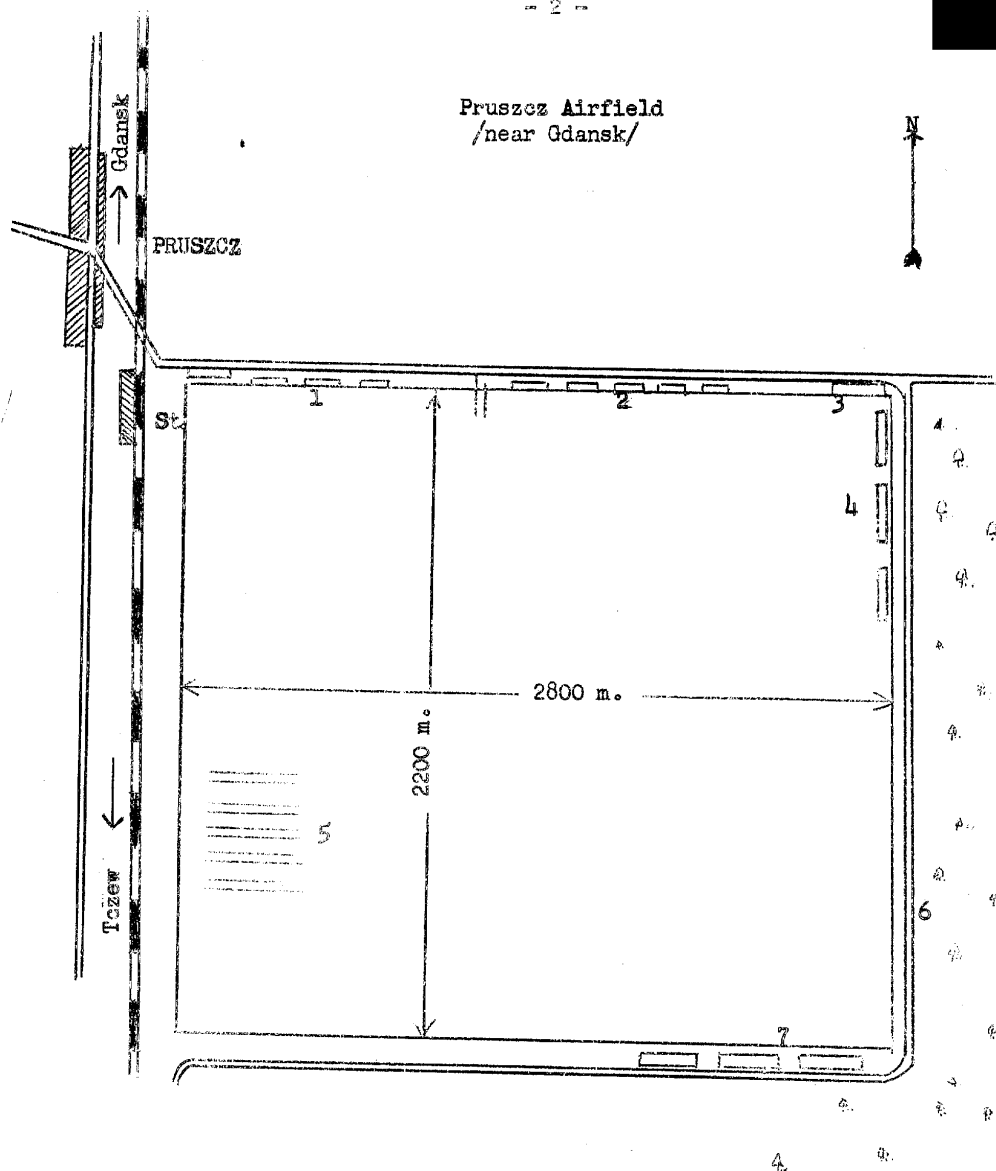 - 2 -
Pruszcz Airfield
/near Gdansk/
N
Gdansk
PRUSZCZ
1
2
3
St.
4
2800 m.
2200 m.
5
Tczew
6
7